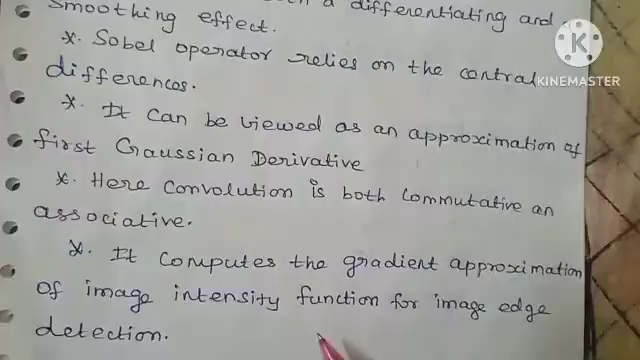 a differentiating and
smoothing effect.
*. Sobel operator relies on the central
differences.
*. It can be viewed as an approximation of
first Gaussian Derivative
*. Here convolution is both commutative an
associative.
*. It computes the gradient approximation
of image intensity function for image edge
detection.
KINEMASTER